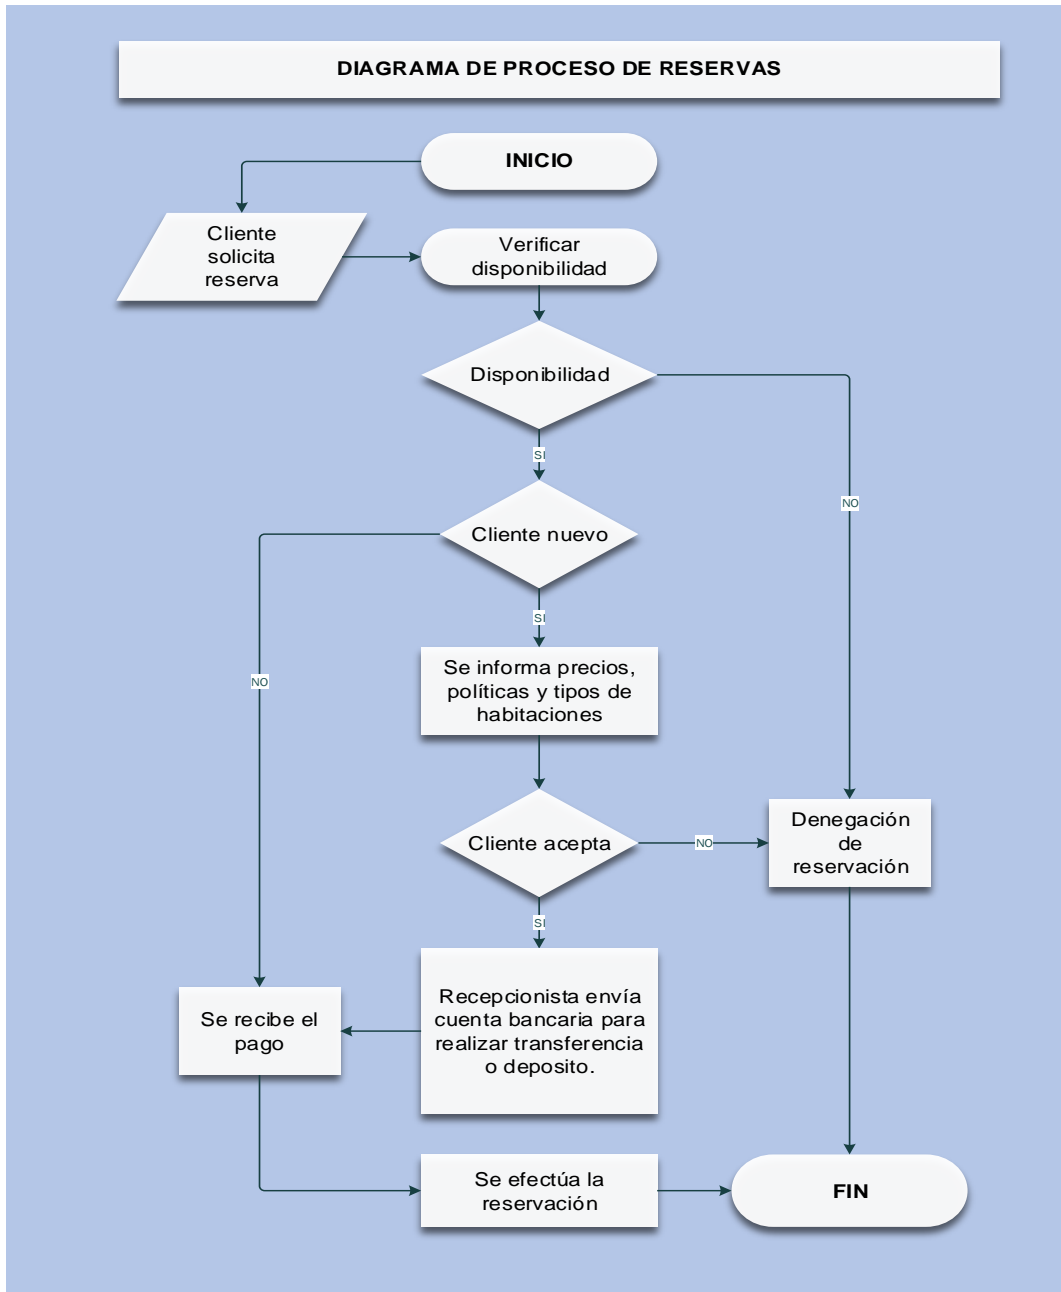 DIAGRAMA DE PROCESO DE RESERVAS
INICIO
Cliente
solicita
reserva
Verificar
disponibilidad
Disponibilidad
SI
NO
Cliente nuevo
SI
NO
Se informa precios,
políticas y tipos de
habitaciones
Cliente acepta
NO
Denegación
de
reservación
SI
Recepcionista envía
cuenta bancaria para
realizar transferencia
o deposito.
Se recibe el
pago
Se efectúa la
reservación
FIN